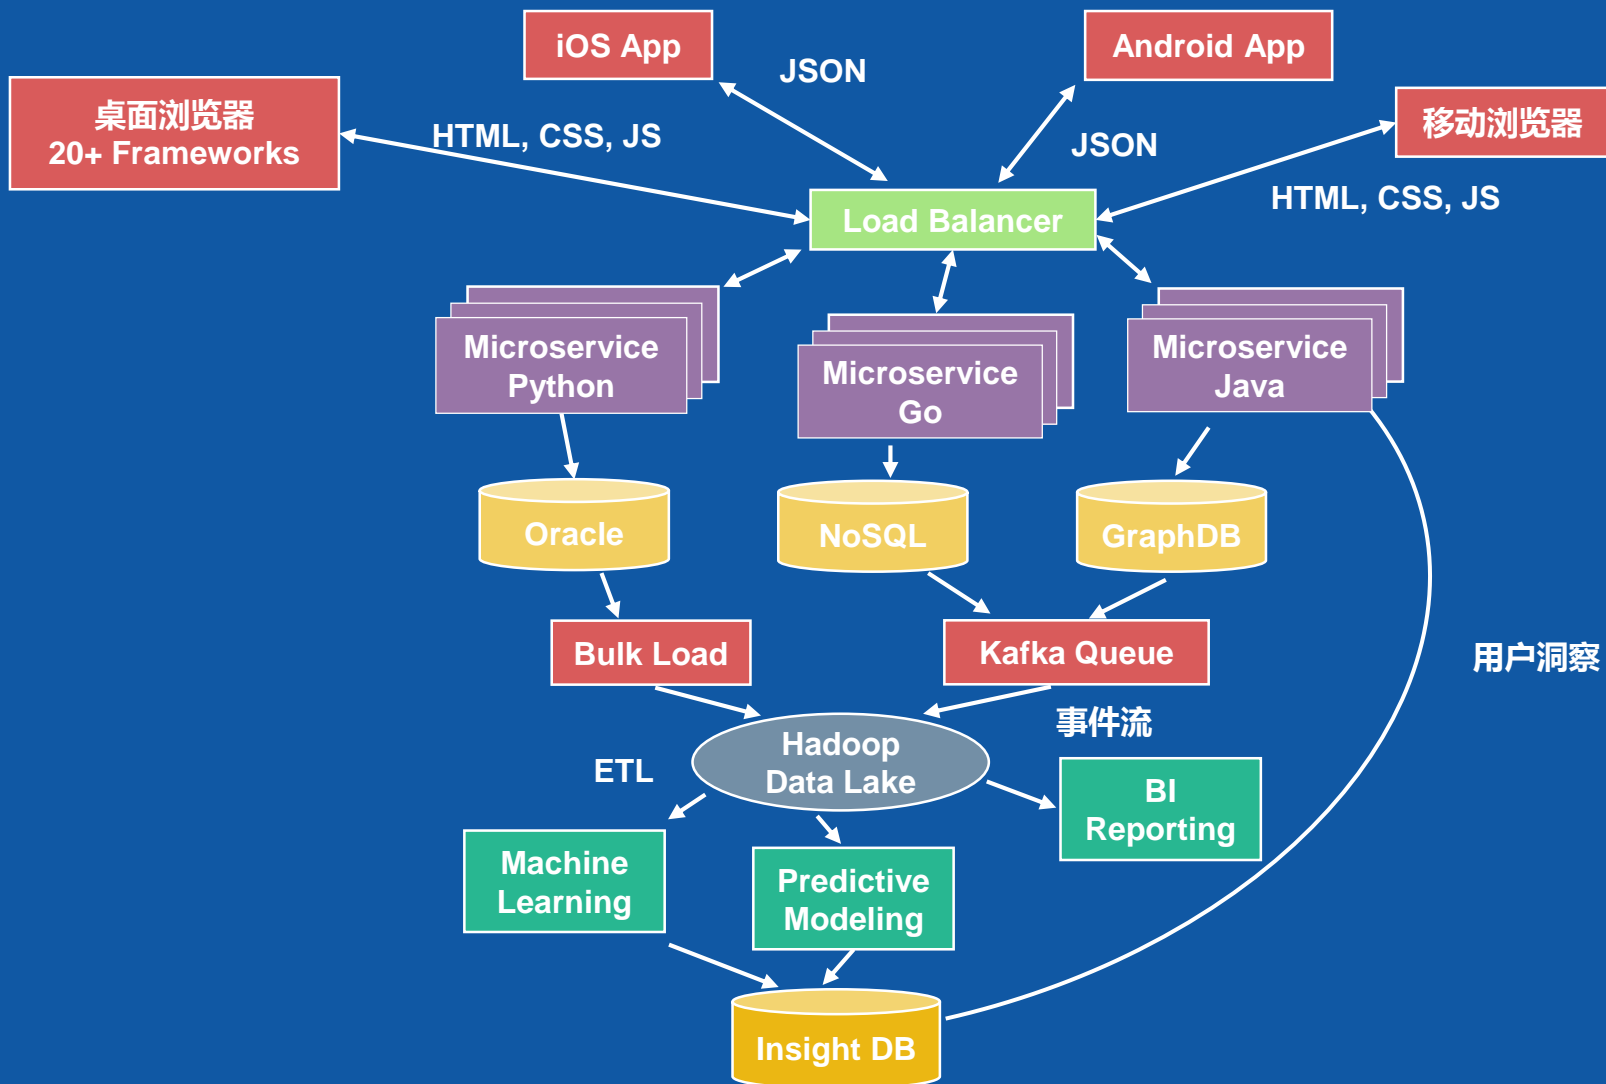 iOS App
Android App
JSON
桌面浏览器
20+ Frameworks
HTML, CSS, JS
JSON
移动浏览器
HTML, CSS, JS
Load Balancer
Microservice
Python
Microservice
Go
Microservice
Java
Oracle
NoSQL
GraphDB
Bulk Load
Kafka Queue
用户洞察
事件流
Hadoop
Data Lake
ETL
BI
Reporting
Machine
Learning
Predictive
Modeling
Insight DB